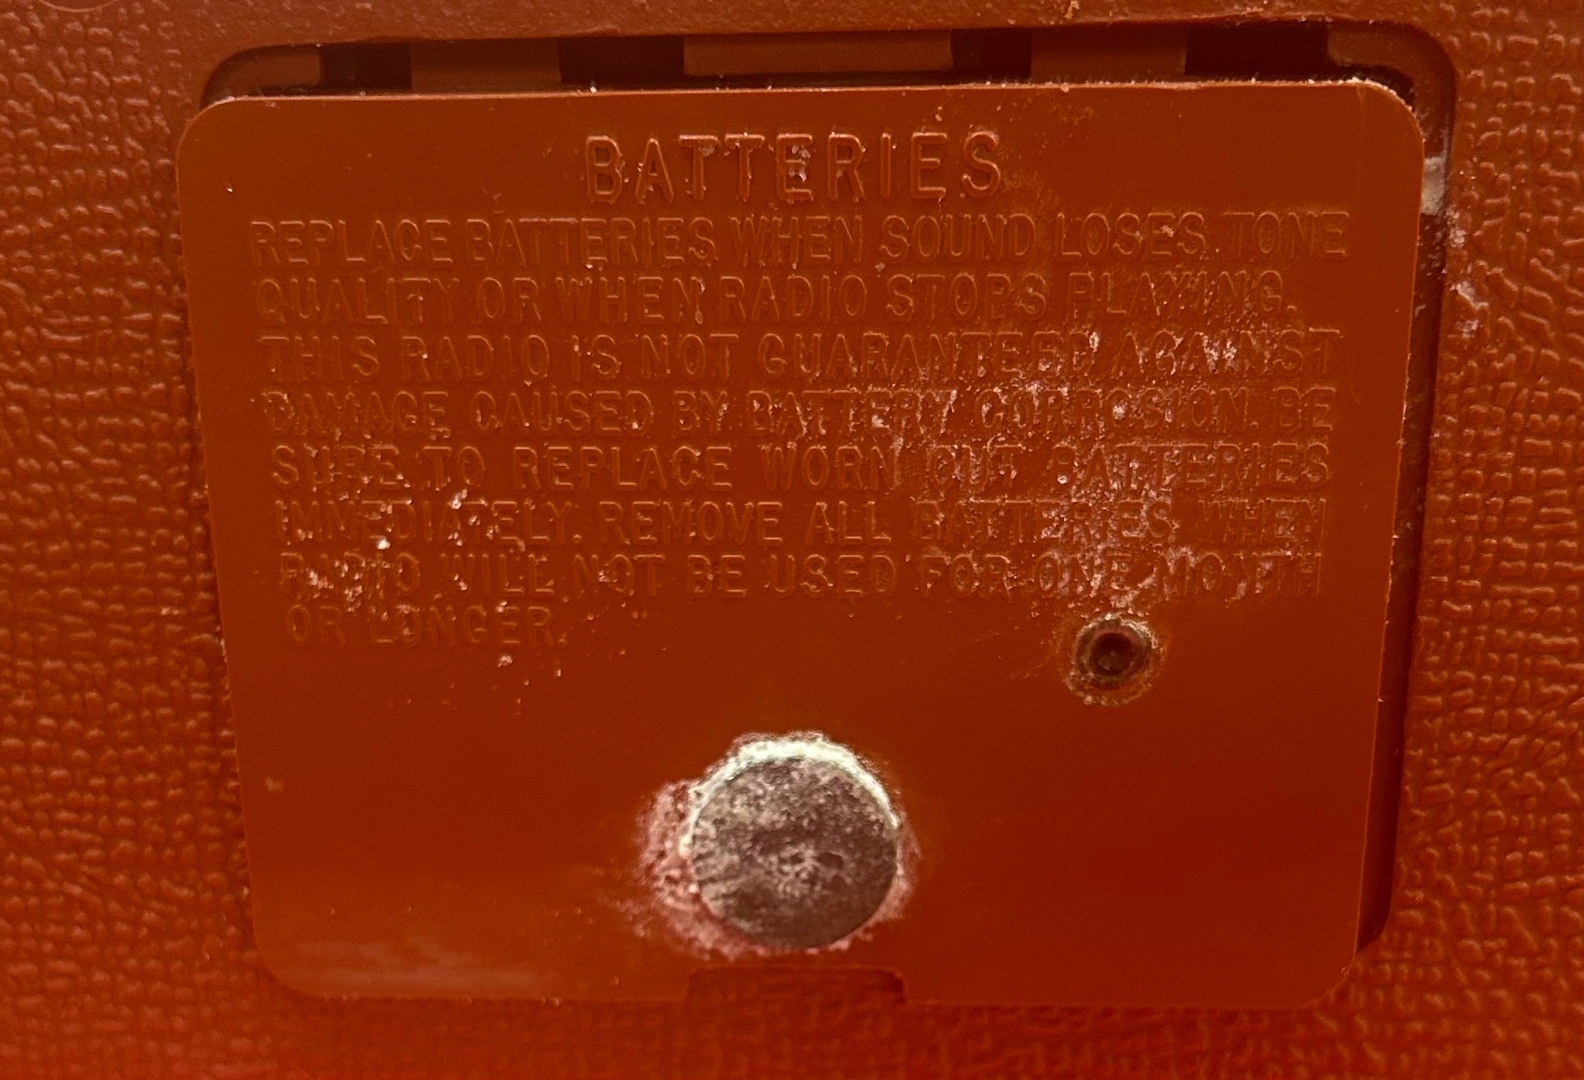 BATTERIES
REPLACE BATTERIES WHEN SOUND LOSES TONE
QUALITY OR WHEN RADIO STOPS PLAYING.
THIS RADIO IS NOT GUARANTEED AGAINST
DAMAGE CAUSED BY BATTERY CORROSION. BE
SURE TO REPLACE WORN OUT BATTERIES
IMMEDIATELY. REMOVE ALL BATTERIES WHEN
RADIO WILL NOT BE USED FOR ONE MONTH
OR LONGER.